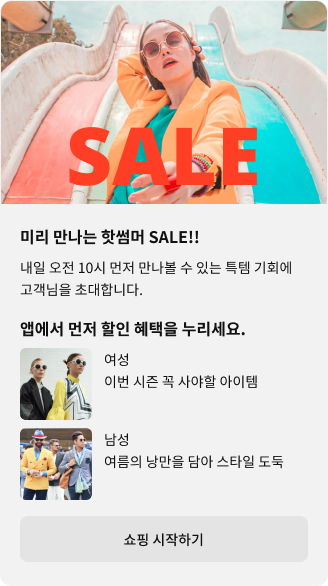 SALE
미리 만나는 핫썸머 SALE!!
내일 오전 10시 먼저 만나볼 수 있는 특템 기회에
고객님을 초대합니다.
앱에서 먼저 할인 혜택을 누리세요.
여성
이번 시즌 꼭 사야할 아이템
남성
여름의 낭만을 담아 스타일 도둑
쇼핑 시작하기